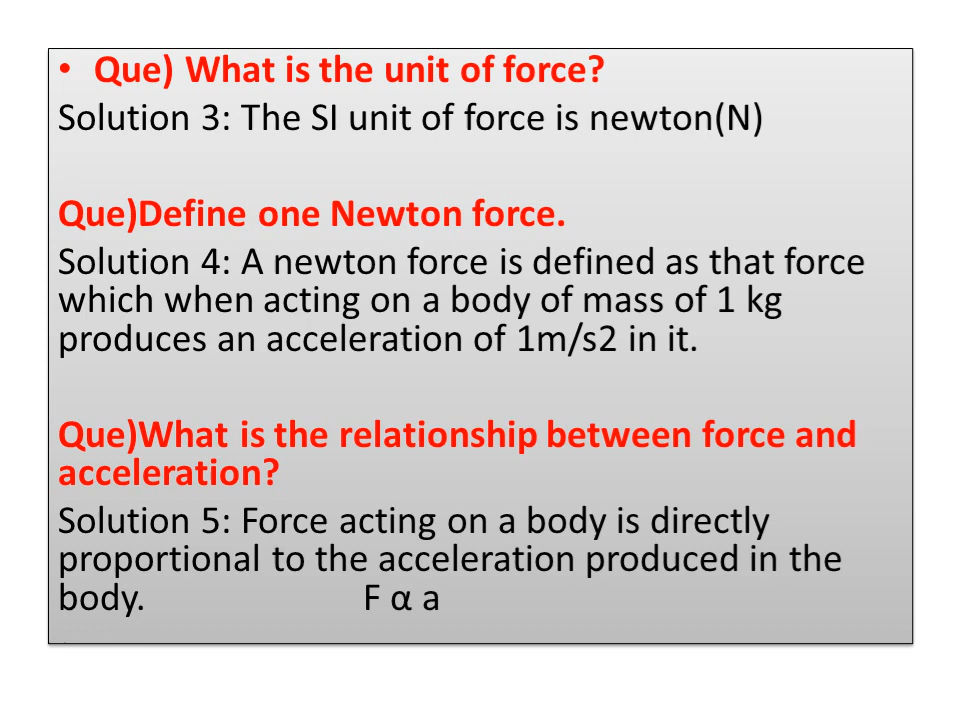 • Que) What is the unit of force?
Solution 3: The SI unit of force is newton(N)
Que)Define one Newton force.
Solution 4: A newton force is defined as that force
which when acting on a body of mass of 1 kg
produces an acceleration of 1m/s2 in it.
Que)What is the relationship between force and
acceleration?
Solution 5: Force acting on a body is directly
proportional to the acceleration produced in the
body. F α a